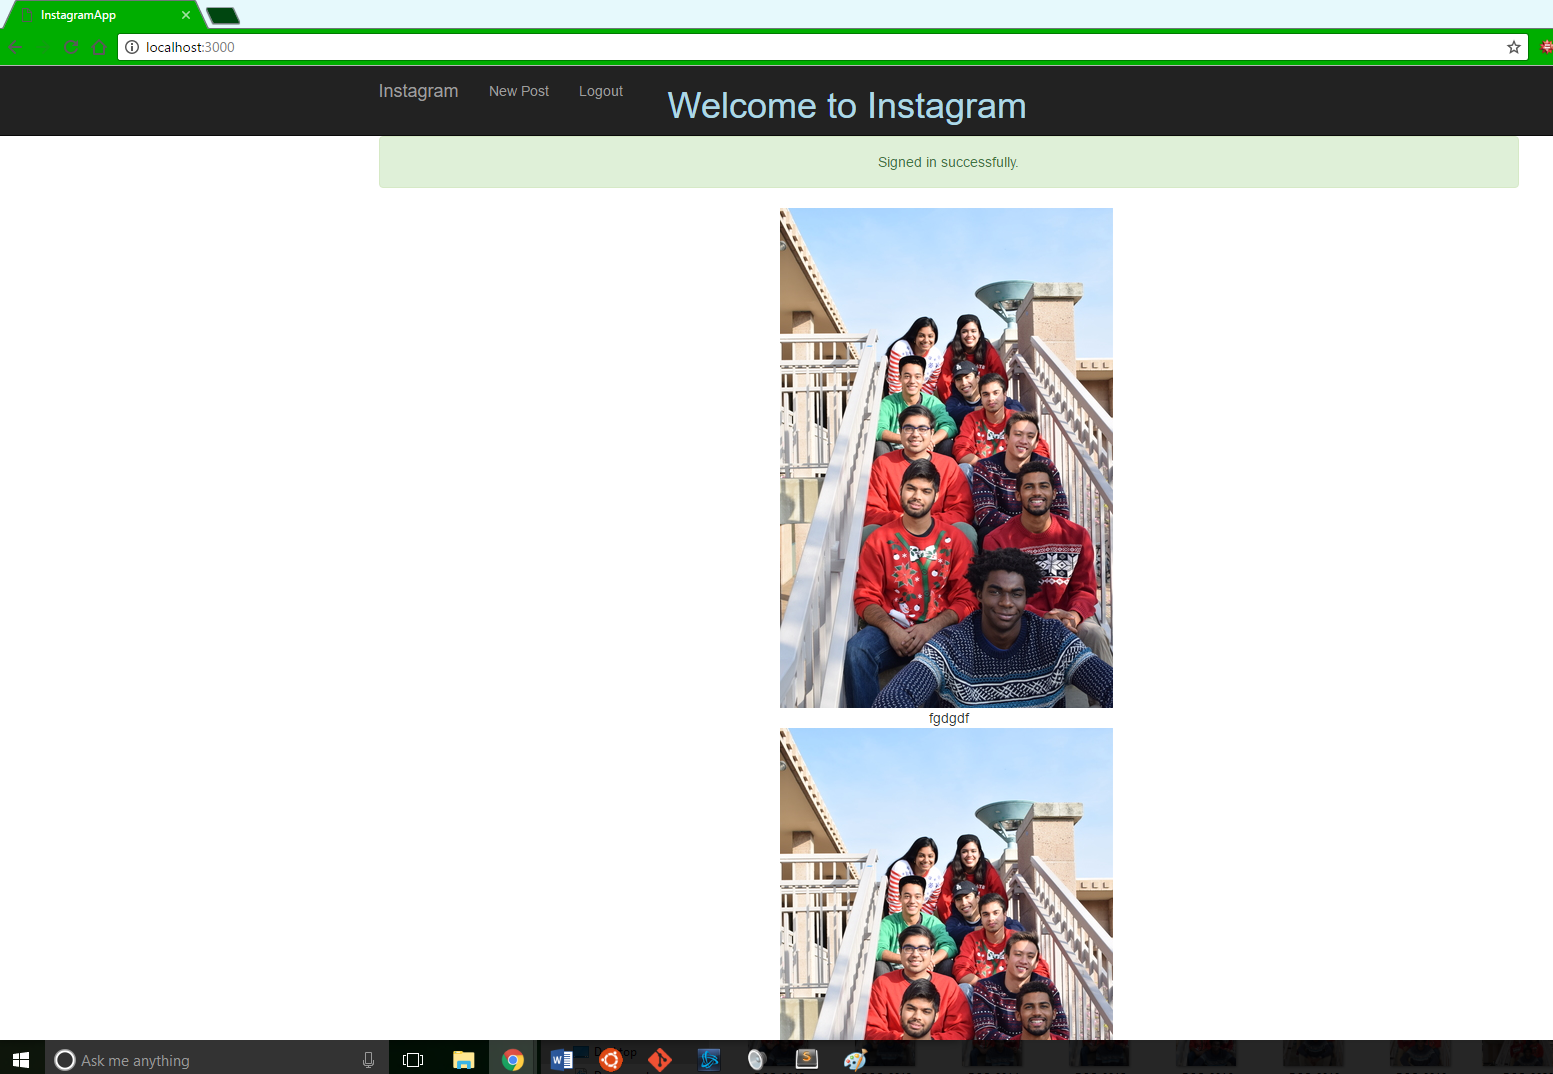 InstagramApp
localhost:3000
Instagram New Post Logout Welcome to Instagram
Signed in successfully.
fgdgdf
Ask me anything